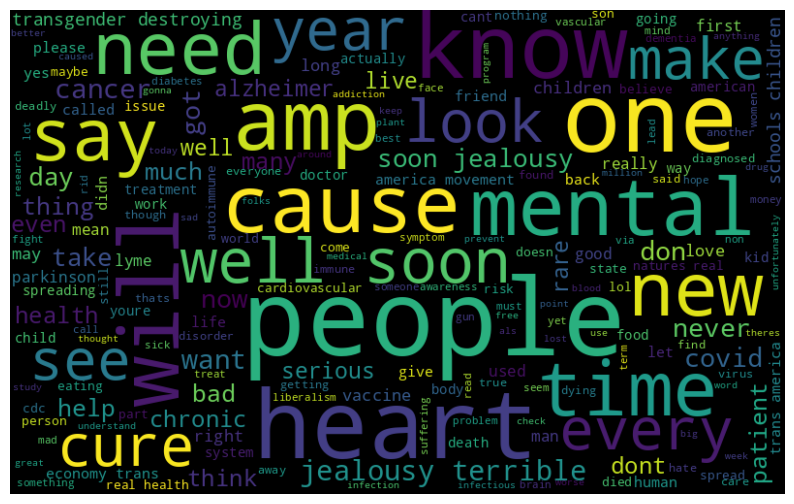 transgender destroying
need
year
know
cant
nothing
son
vascular
going
mind
first
schools children
better
caused
please
yes
maybe
diabetes
gonna
cancer
alzheimer
long
actually
live
make
dementia
anything
program
children
believe
american
women
deadly
called
issue
got
addiction
face
friend
keep
plant
best
lead
another
say
amp
look
one
lot
today
well
many
around
soon jealousy
really
way
diagnosed
research
rid
day
much
everyone
doctor
america movement
found
back
said
hope
drug
thing
didn
treatment
autoimmune
folks
million
money
even
mean
work
though
sad
cause
mental
via
non
unfortunately
fight
world
symptom
prevent
come
medical
immune
doesn
rare
good
don
love
kid
may
take
lyme
will
well
soon
state
natures real
parkinson
still
thats
cardiovascular
someone
awareness
risk
lol
spreading
youre
now
people
new
health
life
gun
must
free
point
blood
yet
never
child
call
thought
sick
disorder
als
lost
use
food
find
theres
see
want
serious
give
used
term
let
covid
study
eating
treat
getting
read
true
seem
dying
virus
word
cdc
help
bad
liberalism
body
time
patient
trans america
person
part
chronic
vaccine
heart
suffering
problem
check
man
every
big
week
understand
mad
cure
right
system
death
hate
spread
great
economy trans
think
away
jealousy terrible
dont
died
human
care
something
real health
infection
infectious
brain
worse